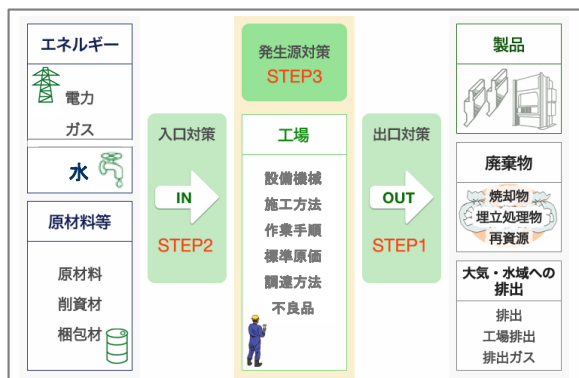 エネルギー
電力
ガス
水
原材料等
原材料
削資材
梱包材
入口対策
IN
STEP2
発生源対策
STEP3
工場
設備機械
施工方法
作業手順
標準原価
調達方法
不良品
出口対策
OUT
STEP1
製品
廃棄物
焼却物
埋立処理物
再資源
大気・水域への
排出
排出
工場排出
排出ガス